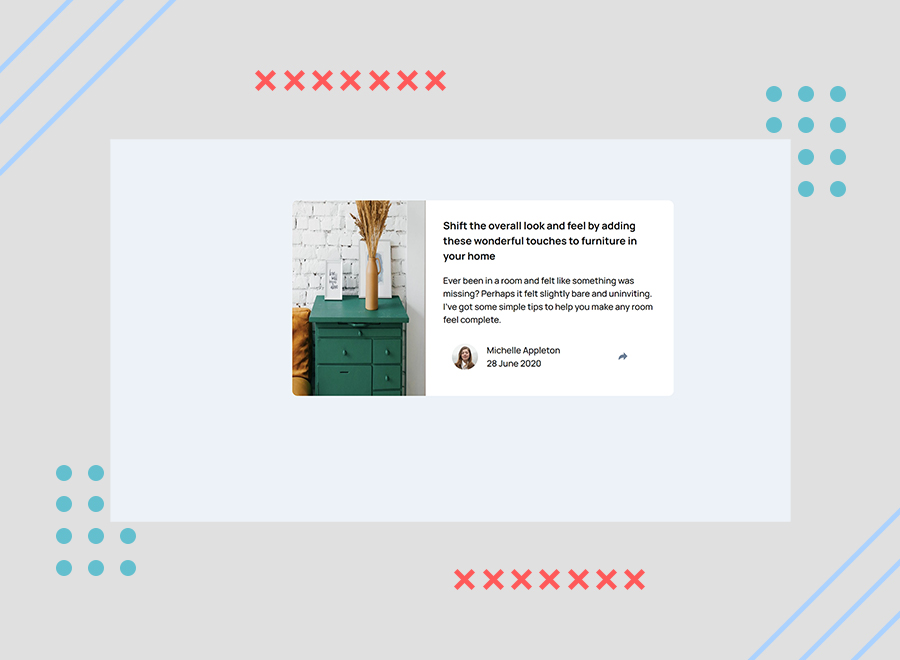 Shift the overall look and feel by adding
these wonderful touches to furniture in
your home
Ever been in a room and felt like something was
missing? Perhaps it felt slightly bare and uninviting.
I've got some simple tips to help you make any room
feel complete.
Michelle Appleton
28 June 2020